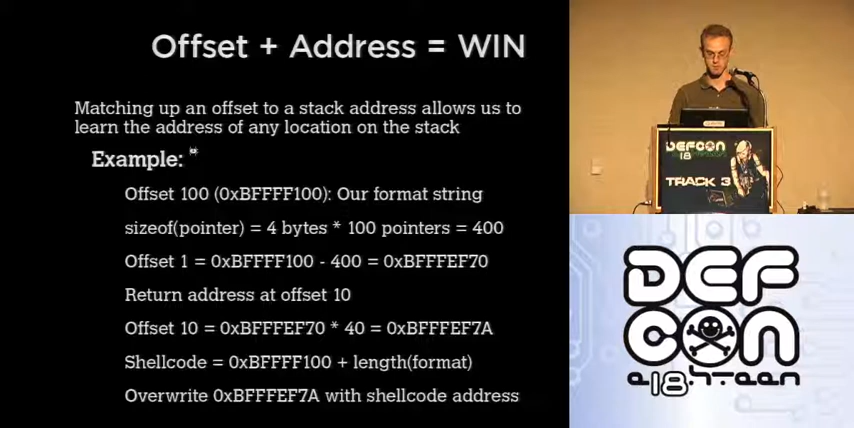 Offset + Address = WIN
Matching up an offset to a stack address allows us to
learn the address of any location on the stack
Example:
Offset 100 (0xBFFFF100): Our format string
sizeof(pointer) = 4 bytes * 100 pointers = 400
Offset 1 = 0xBFFFF100 - 400 = 0xBFFFEF70
Return address at offset 10
Offset 10 = 0xBFFFEF70 * 40 = 0xBFFFEF7A
Shellcode = 0xBFFFF100 + length(format)
Overwrite 0xBFFFEF7A with shellcode address
DEFCON
18
TRACK 3
DEF
CON
e18hteen